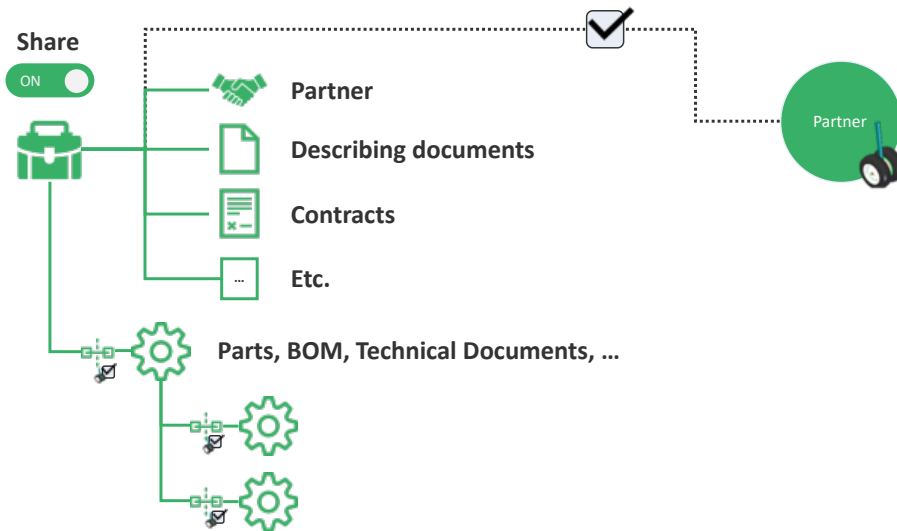 Share
ON
Partner
Partner
Describing documents
Contracts
...
Etc.
Parts, BOM, Technical Documents, ...